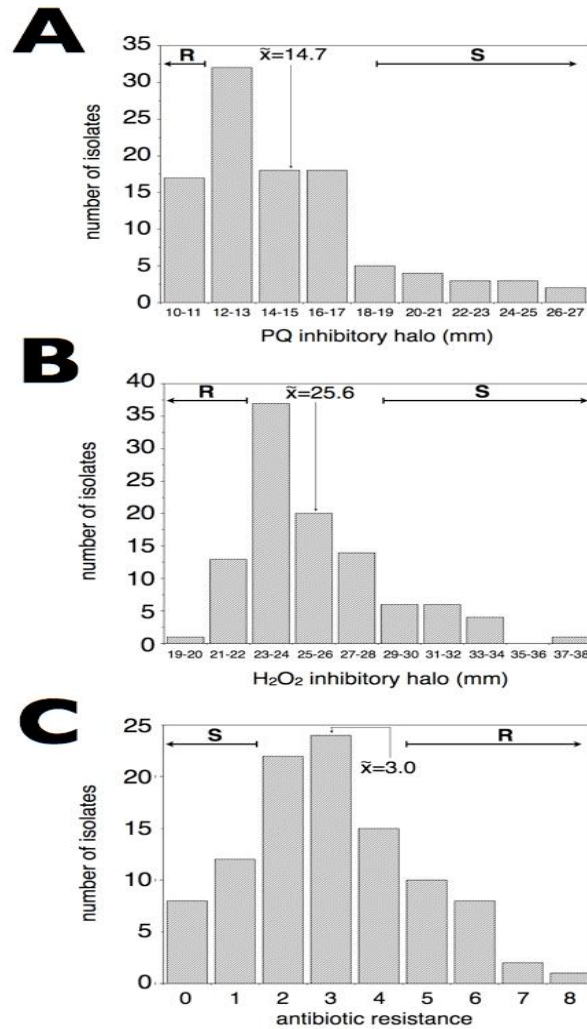 A
35
30
25
20
15
10
5
0
number of isolates
R
x̃=14.7
S
10-11 12-13 14-15 16-17 18-19 20-21 22-23 24-25 26-27
PQ inhibitory halo (mm)
B
40
35
30
25
20
15
10
5
0
number of isolates
R
x̃=25.6
S
19-20 21-22 23-24 25-26 27-28 29-30 31-32 33-34 35-36 37-38
H₂O₂ inhibitory halo (mm)
C
25
20
15
10
5
0
number of isolates
S
x̃=3.0
R
0 1 2 3 4 5 6 7 8
antibiotic resistance